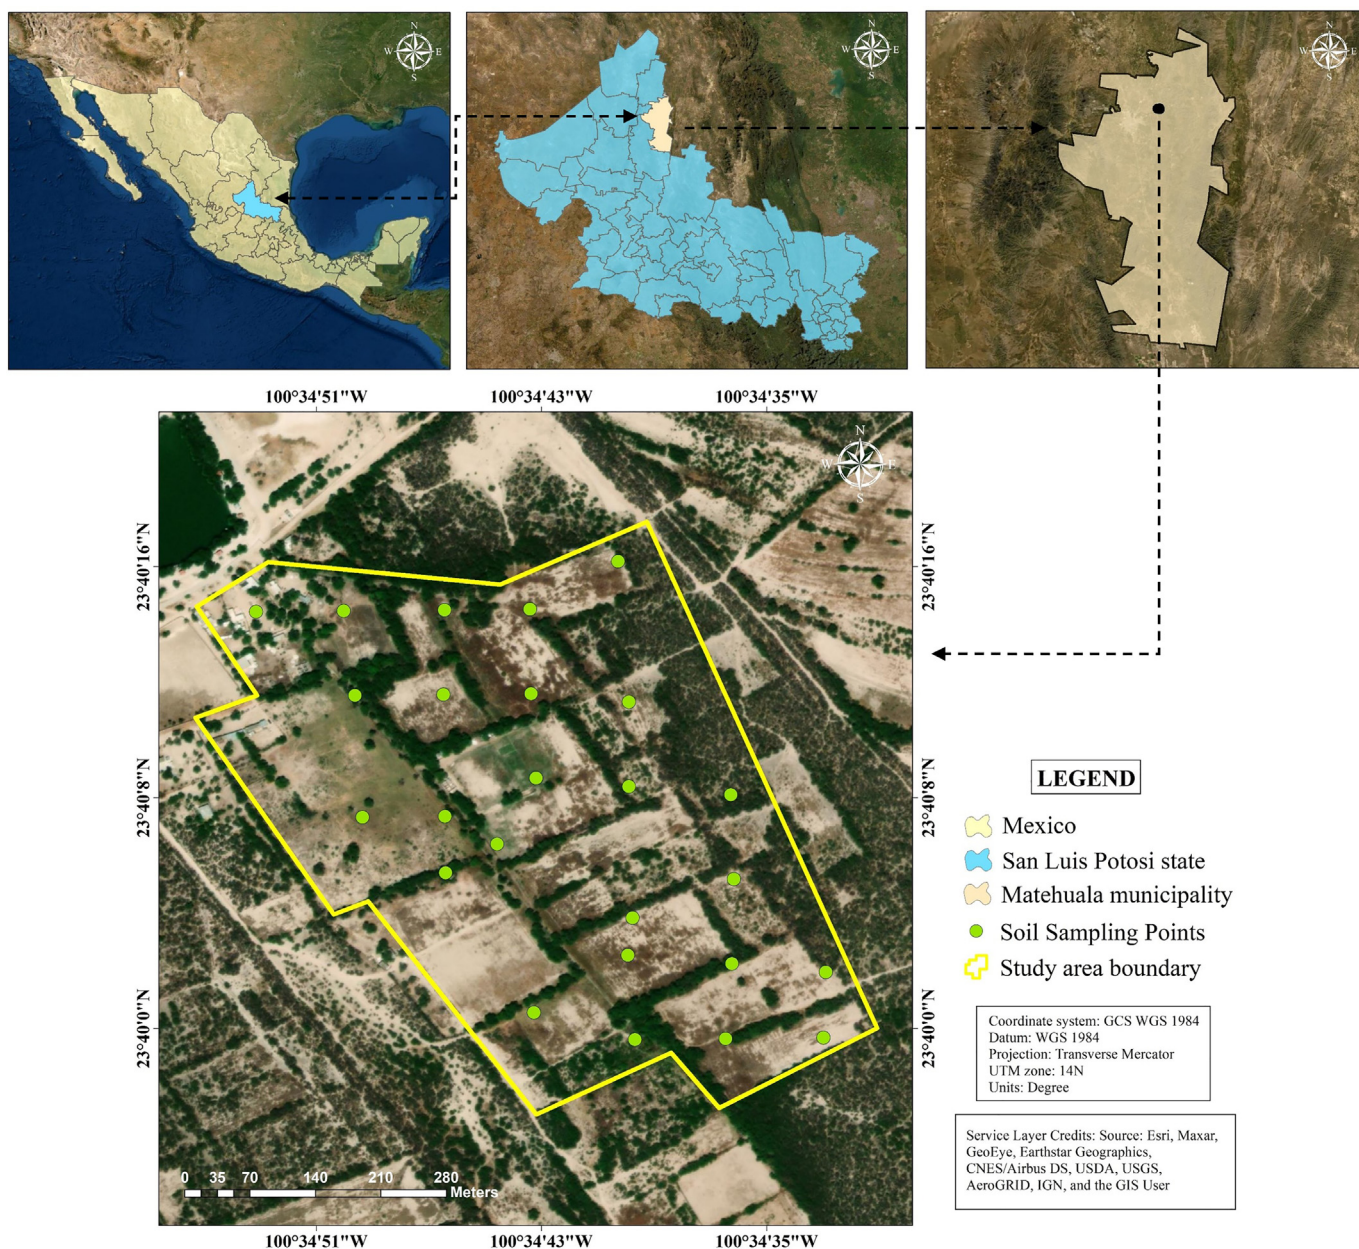 N
W E
S
N
W E
S
N
W E
S
100°34'51"W 100°34'43"W 100°34'35"W
N
W E
S
23°40'16"N
23°40'8"N
23°40'0"N
23°40'16"N
23°40'8"N
23°40'0"N
0 35 70 140 210 280
Meters
100°34'51"W 100°34'43"W 100°34'35"W
LEGEND
Mexico
San Luis Potosi state
Matehuala municipality
Soil Sampling Points
Study area boundary
Coordinate system: GCS WGS 1984
Datum: WGS 1984
Projection: Transverse Mercator
UTM zone: 14N
Units: Degree
Service Layer Credits: Source: Esri, Maxar,
GeoEye, Earthstar Geographics,
CNES/Airbus DS, USDA, USGS,
AeroGRID, IGN, and the GIS User